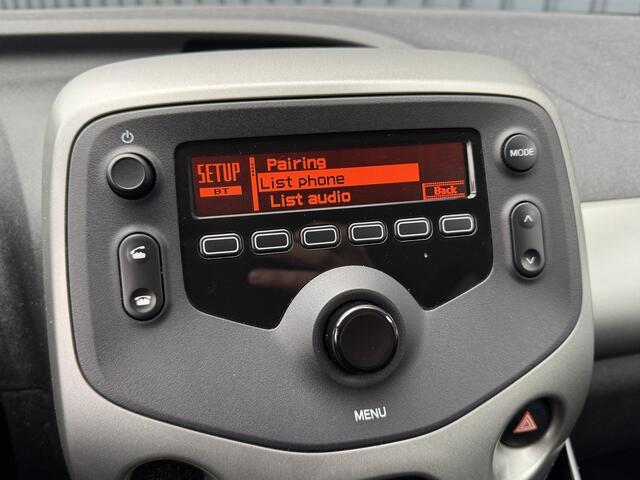 Pairing
SETUP List phone
BT List audio Back
MODE
MENU